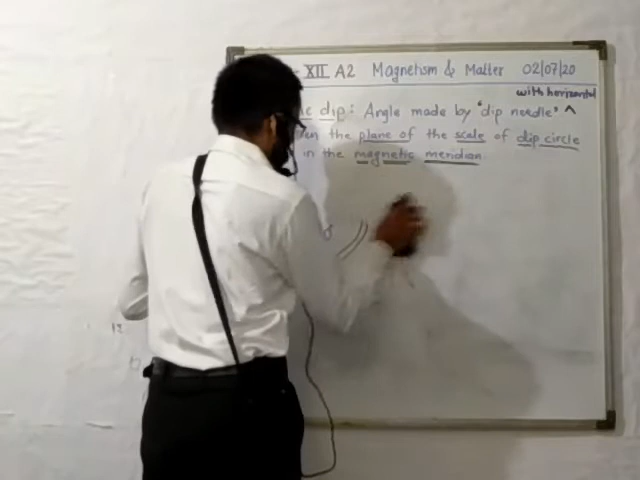 - XII A2 Magnetism & Matter 02/07/20
with horizontal
dip: Angle made by 'dip needle' ^
the plane of the scale of dip circle
in the magnetic meridian